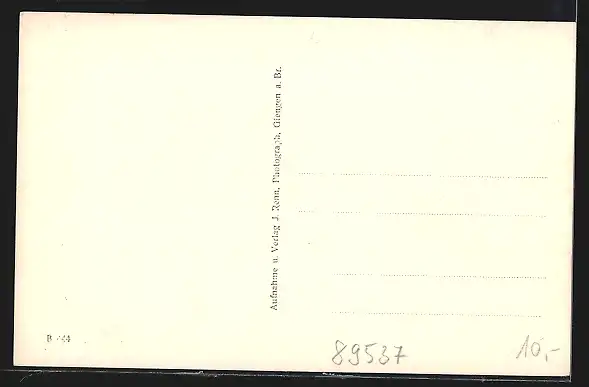 Aufnahme u. Verlag J. Renn, Photograph, Giengen a. Br.
89537
10,-